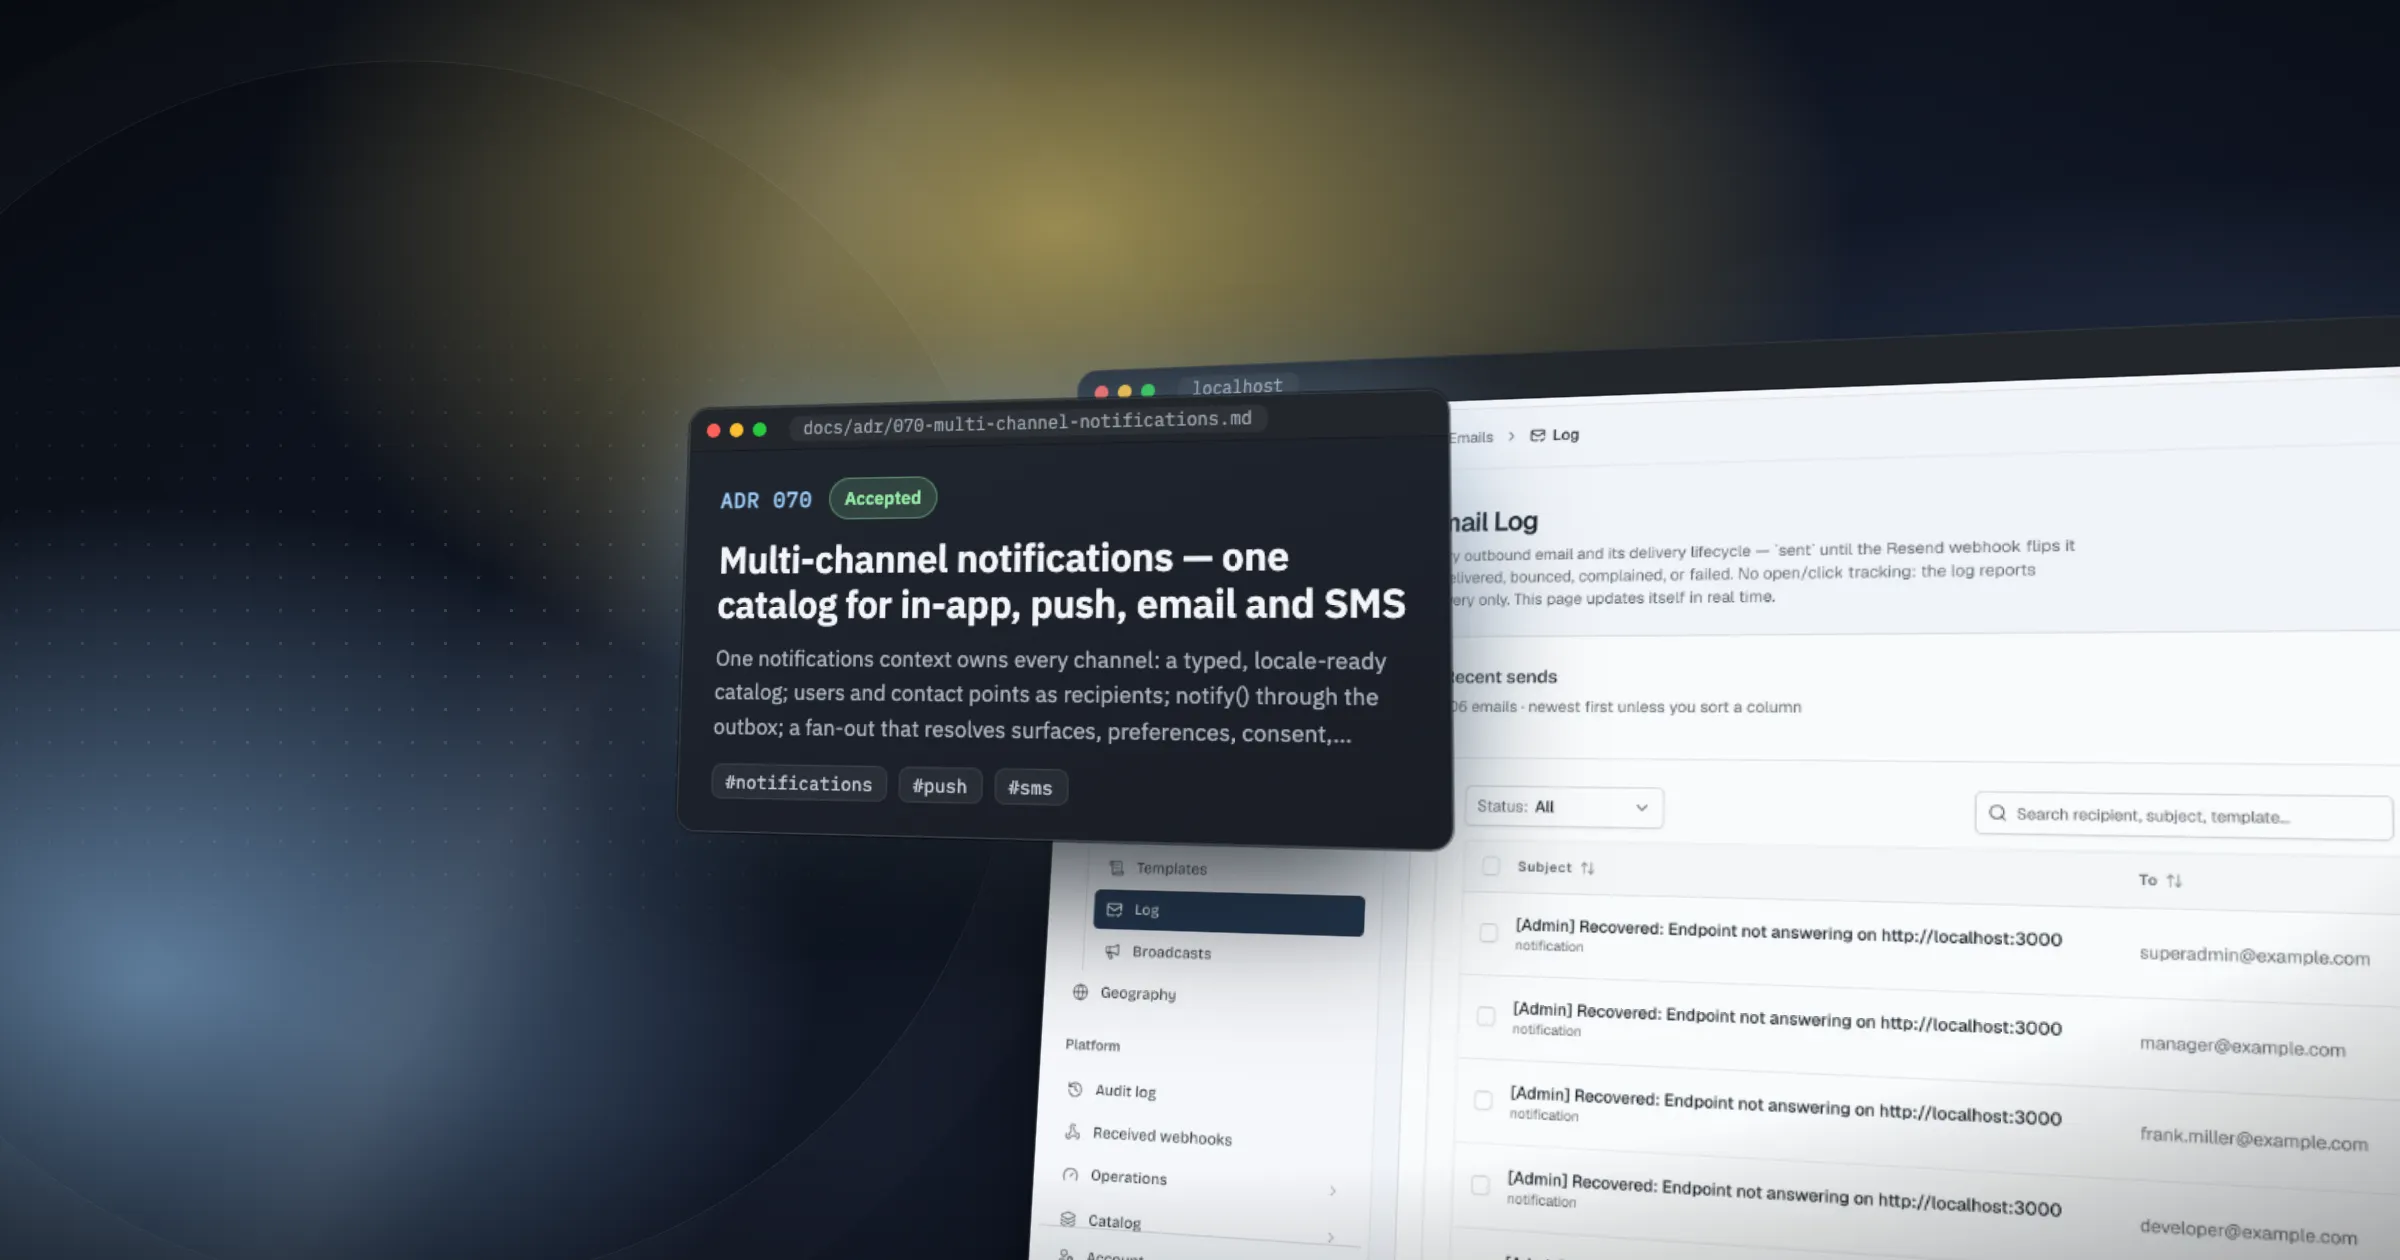 localhost
docs/adr/070-multi-channel-notifications.md
ADR 070
Accepted
Multi-channel notifications — one
catalog for in-app, push, email and SMS
One notifications context owns every channel: a typed, locale-ready
catalog; users and contact points as recipients; notify() through the
outbox; a fan-out that resolves surfaces, preferences, consent,...
#notifications
#push
#sms
Emails
Log
Log
outbound email and its delivery lifecycle — `sent` until the Resend webhook flips it
bounced, complained, or failed. No open/click tracking: the log reports
only. This page updates itself in real time.
sends
emails · newest first unless you sort a column
Status: All
Search recipient, subject, template...
Subject
To
[Admin] Recovered: Endpoint not answering on http://localhost:3000
notification
superadmin@example.com
[Admin] Recovered: Endpoint not answering on http://localhost:3000
notification
manager@example.com
[Admin] Recovered: Endpoint not answering on http://localhost:3000
notification
frank.miller@example.com
[Admin] Recovered: Endpoint not answering on http://localhost:3000
notification
developer@example.com
Templates
Log
Broadcasts
Geography
Platform
Audit log
Received webhooks
Operations
Catalog